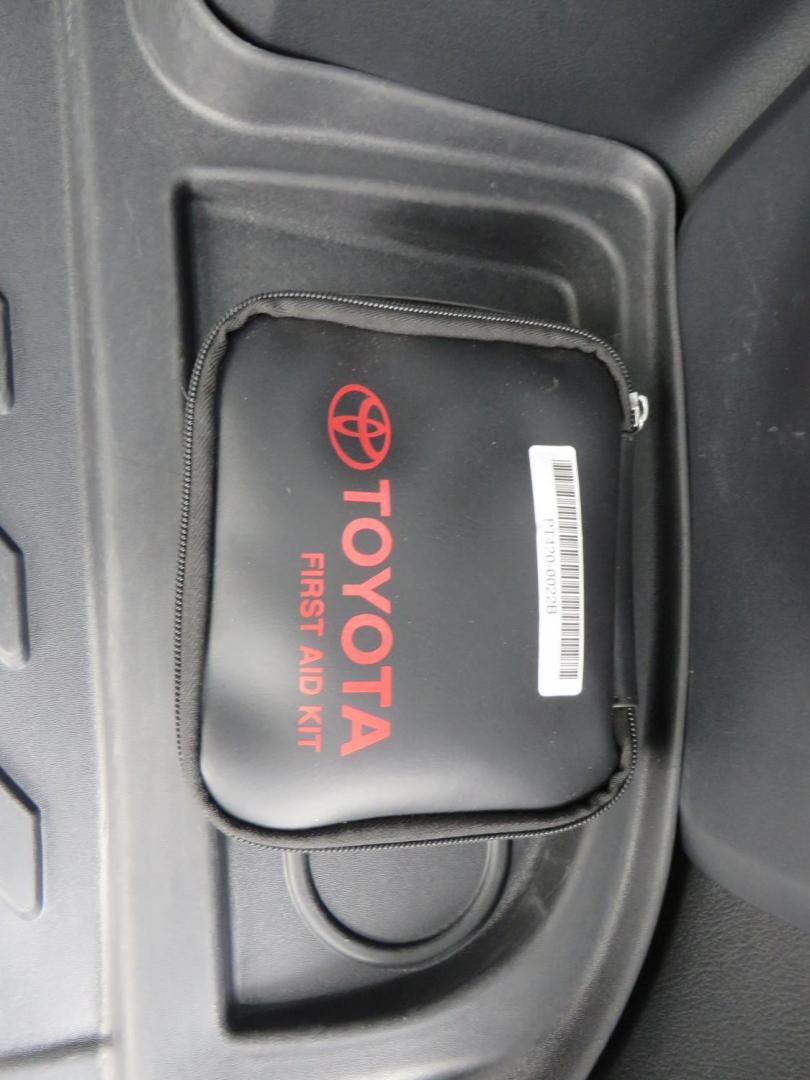 PT420-0022B
TOYOTA
FIRST AID KIT